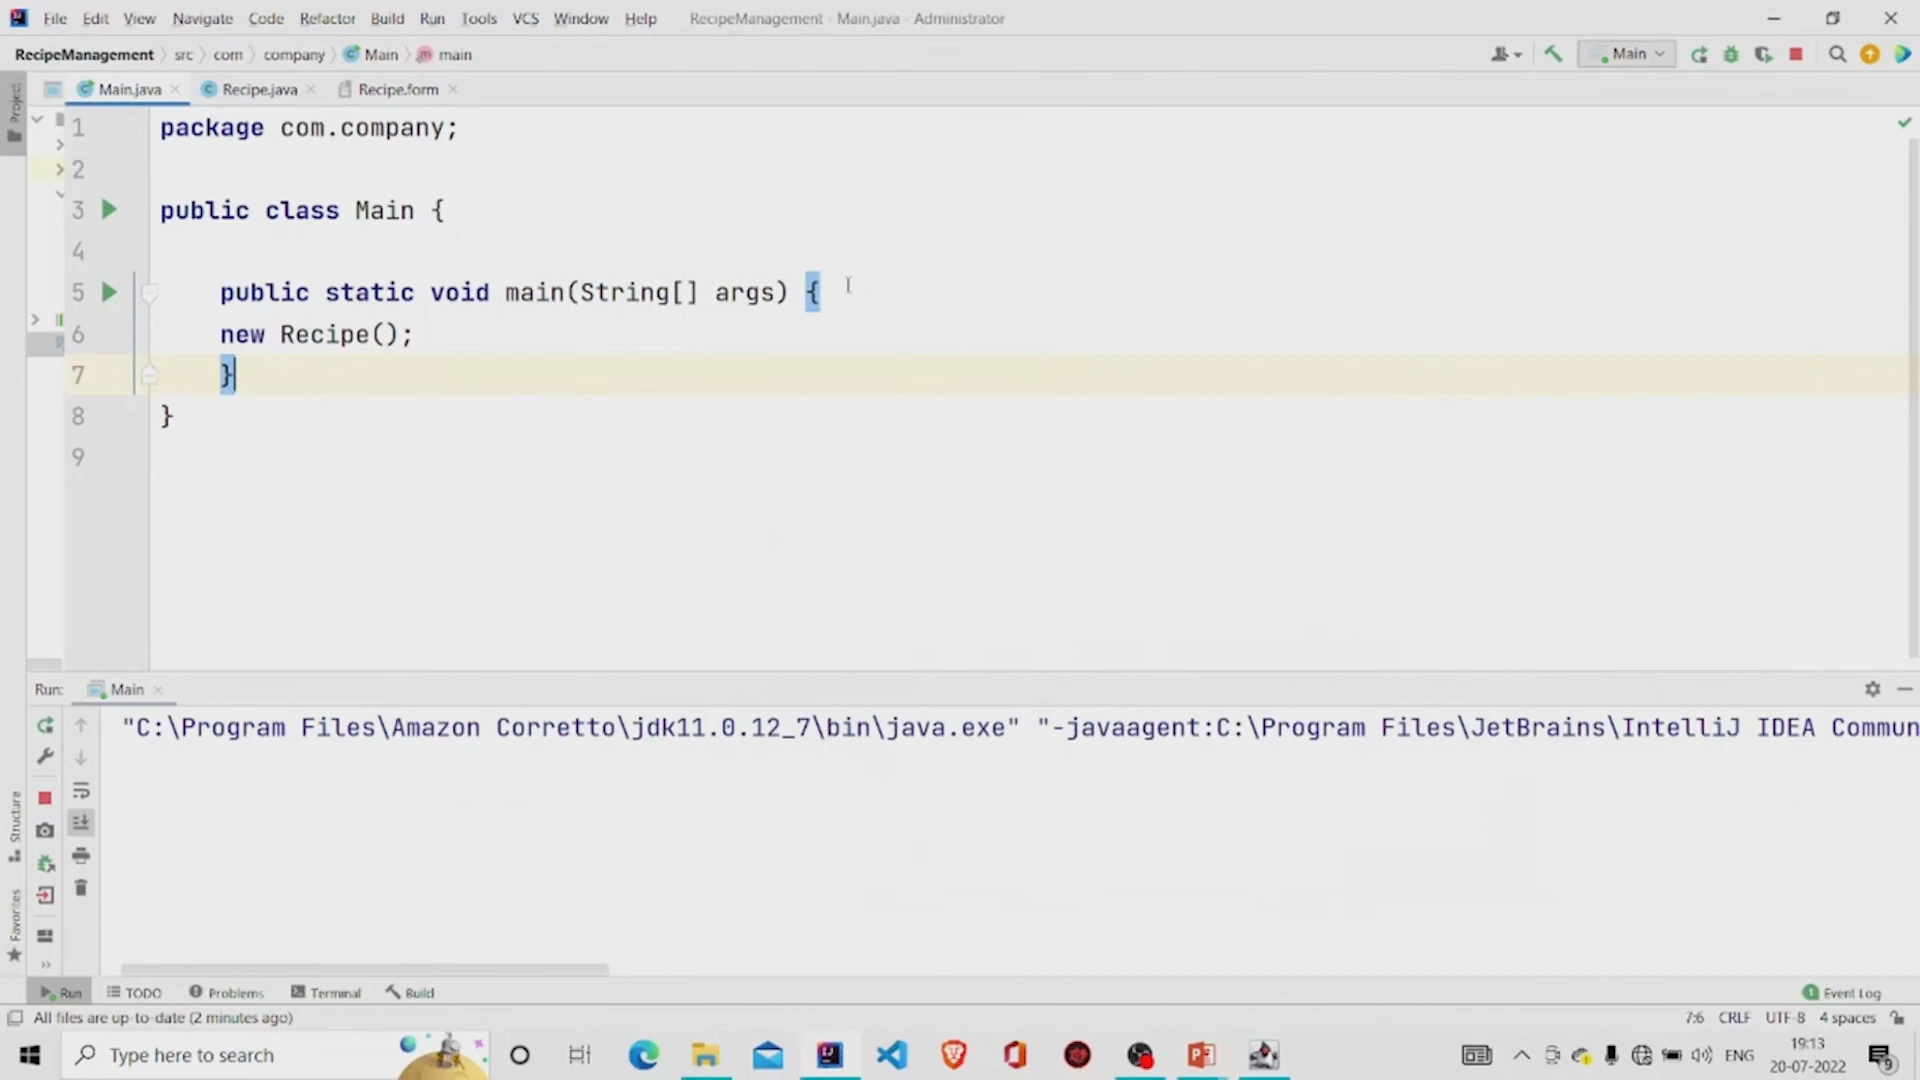 File Edit View Navigate Code Refactor Build Run Tools VCS Window Help RecipeManagement - Main.java - Administrator
RecipeManagement src com company Main main
Main
Main.java Recipe.java Recipe.form
Project
1 package com.company;
2
3 public class Main {
4
5 public static void main(String[] args) {
6 new Recipe();
7 }
8 }
9
Run: Main
"C:\Program Files\Amazon Corretto\jdk11.0.12_7\bin\java.exe" "-javaagent:C:\Program Files\JetBrains\IntelliJ IDEA Commun
Structure
Favorites
Run TODO Problems Terminal Build 1 Event Log
All files are up-to-date (2 minutes ago) 7:6 CRLF UTF-8 4 spaces
Type here to search ENG 19:13
20-07-2022 9